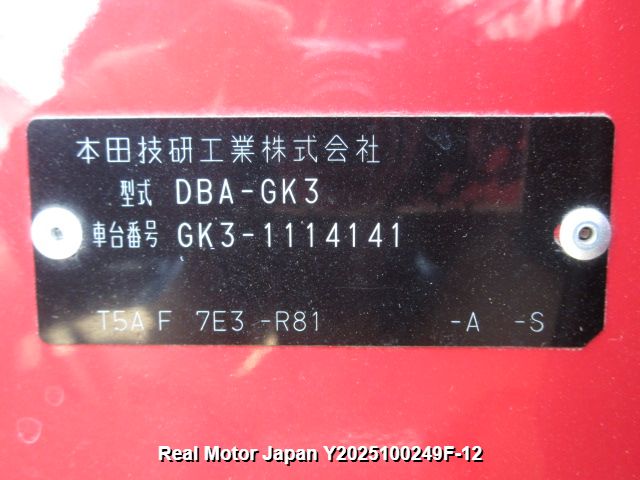 本田技研工業株式会社
型式 DBA-GK3
車台番号 GK3-1114141
T5A F 7E3 -R81 -A -S
Real Motor Japan Y2025100249F-12